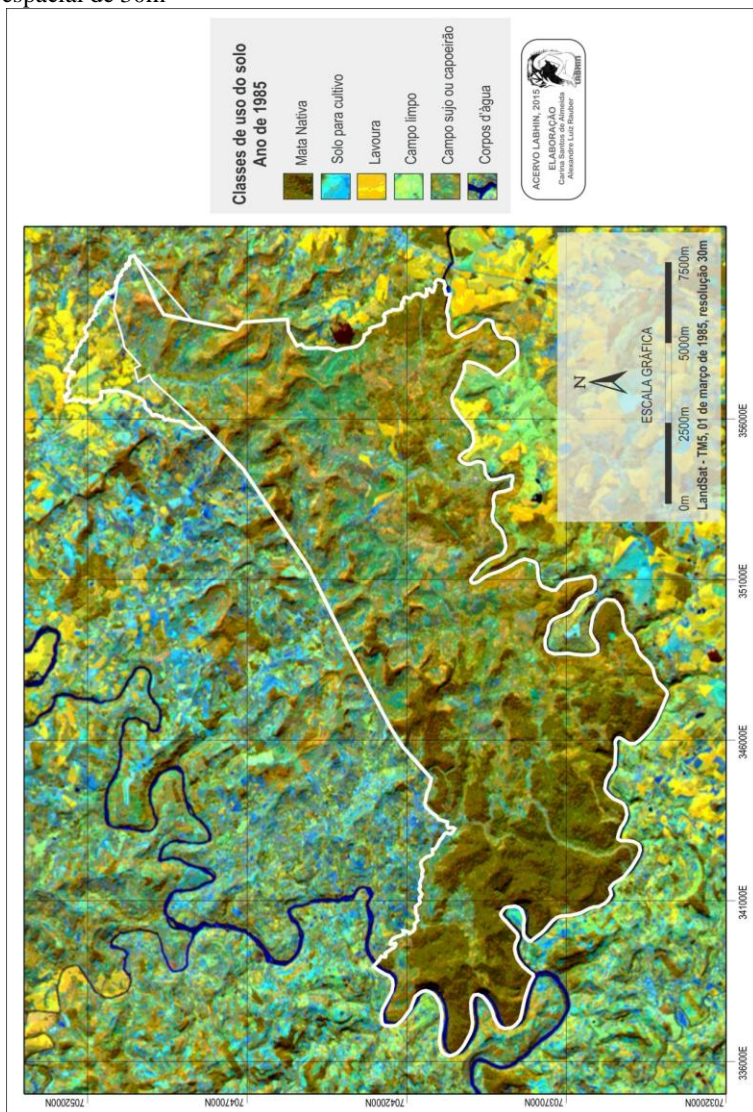 espacial de 30m
Classes de uso do solo
Ano de 1985
Mata Nativa
Solo para cultivo
Lavoura
Campo limpo
Campo sujo ou capoeirão
Corpos d'água
ACERVO LABHIN, 2015
ELABORAÇÃO
Carina Santos de Almeida
Alexandre Luiz Rauber
LABHIN
N
ESCALA GRÁFICA
0m 2500m 5000m 7500m
LandSat - TM5, 01 de março de 1985, resolução 30m
7052000N
7047000N
7042000N
7037000N
7032000N
336000E
341000E
346000E
351000E
356000E